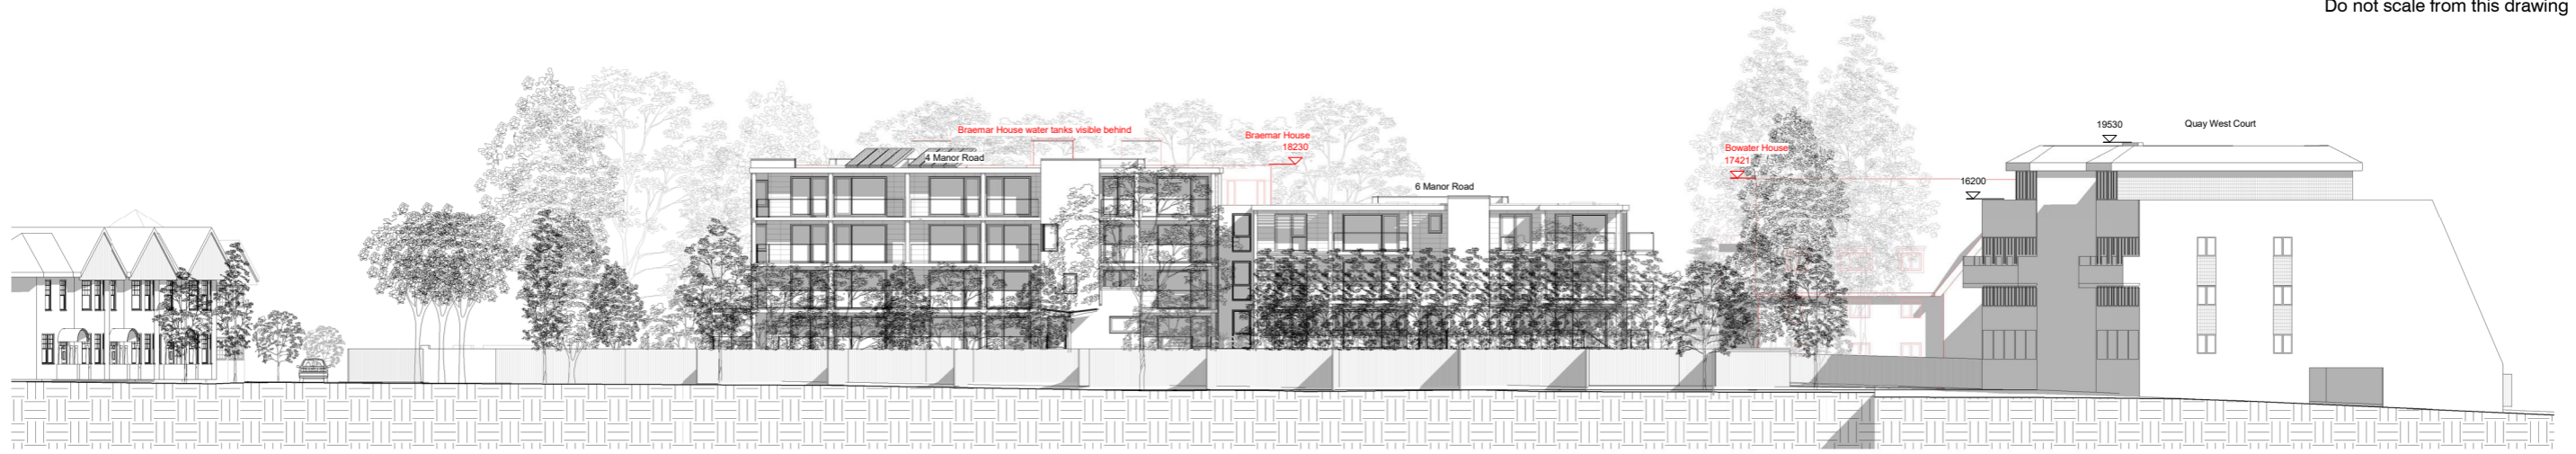 Do not scale from this drawing
Braemar House water tanks visible behind
4 Manor Road
Braemar House
18230
6 Manor Road
Bowater House
17421
16200
19530
Quay West Court